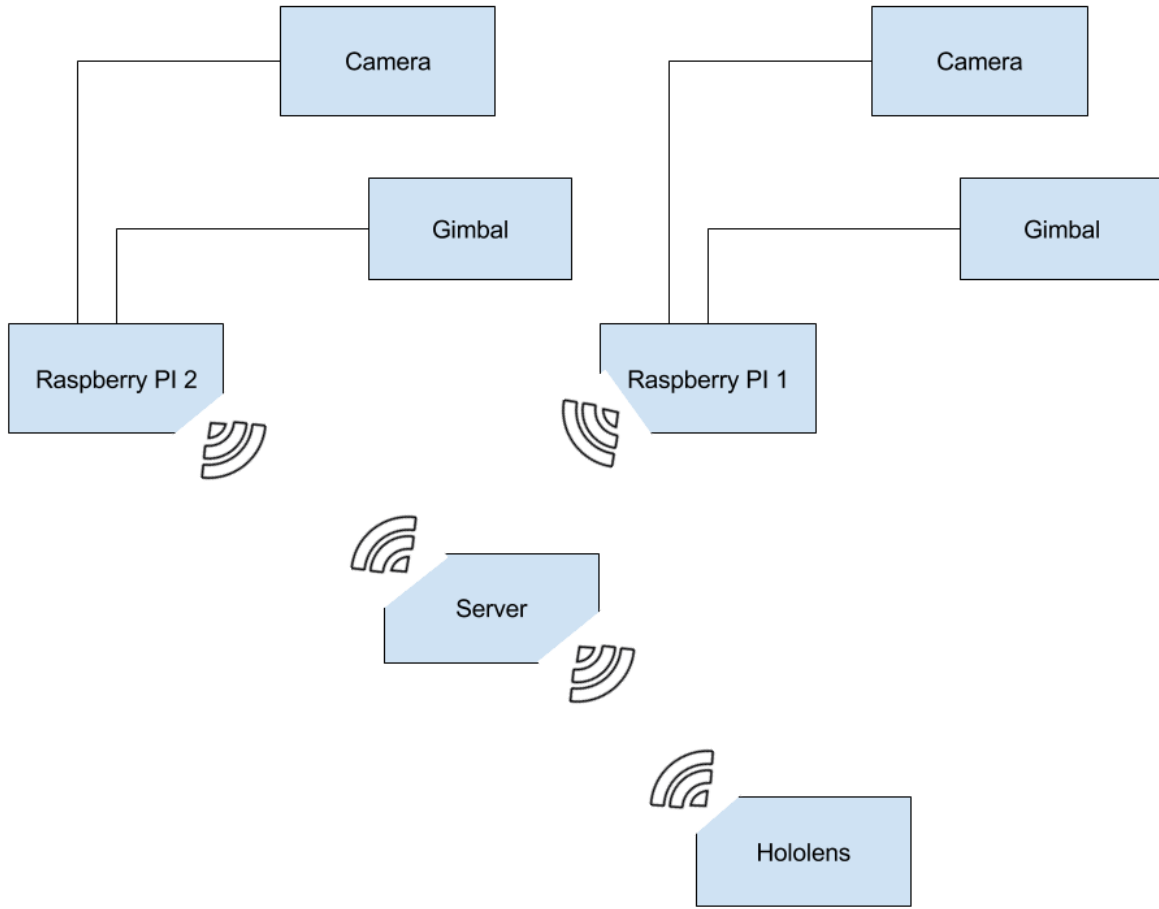 Camera
Camera
Gimbal
Gimbal
Raspberry PI 2
Raspberry PI 1
Server
Hololens